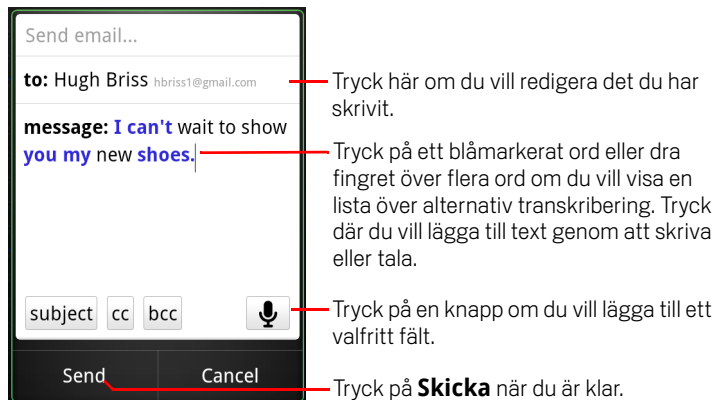 Send email...
to: Hugh Briss hbriss1@gmail.com
message: I can't wait to show
you my new shoes.
subject cc bcc
Send Cancel
Tryck här om du vill redigera det du har
skrivit.
Tryck på ett blåmarkerat ord eller dra
fingret över flera ord om du vill visa en
lista över alternativ transkribering. Tryck
där du vill lägga till text genom att skriva
eller tala.
Tryck på en knapp om du vill lägga till ett
valfritt fält.
Tryck på Skicka när du är klar.